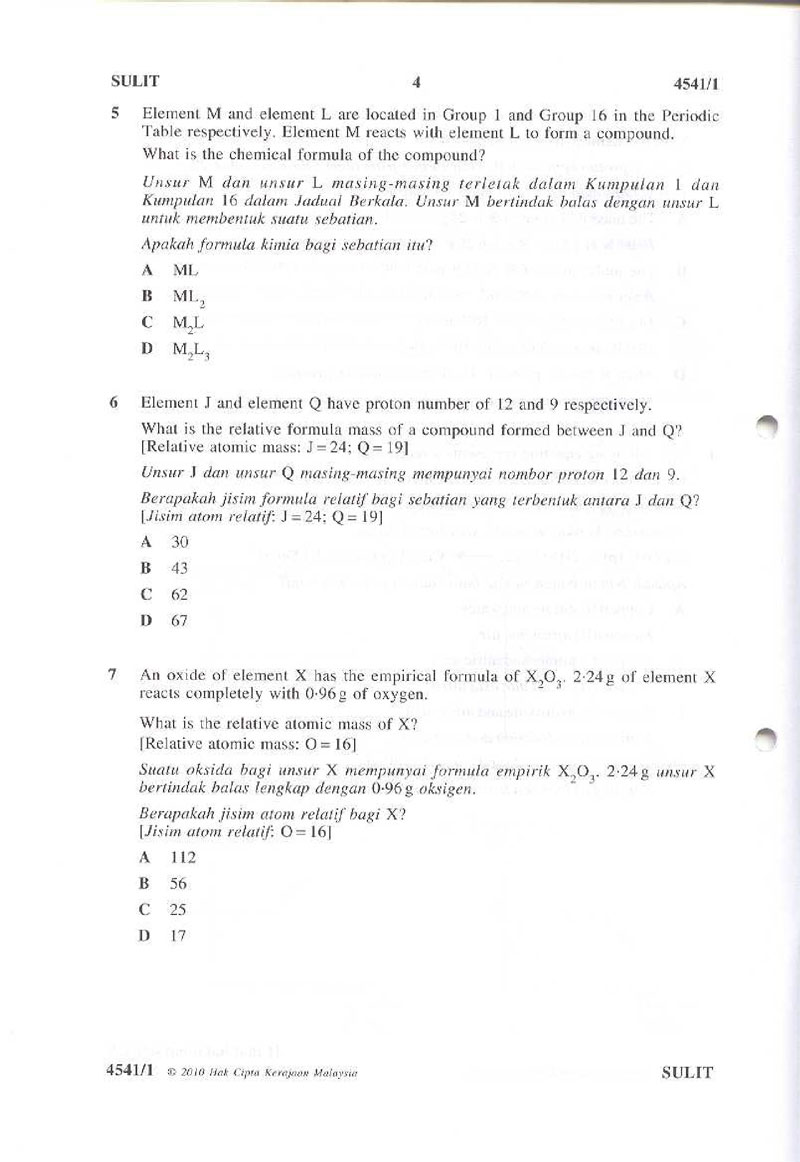 SULIT 4 4541/1
5 Element M and element L are located in Group 1 and Group 16 in the Periodic
Table respectively. Element M reacts with element L to form a compound.
What is the chemical formula of the compound?
Unsur M dan unsur L masing-masing terletak dalam Kumpulan 1 dan
Kumpulan 16 dalam Jadual Berkala. Unsur M bertindak balas dengan unsur L
untuk membentuk suatu sebatian.
Apakah formula kimia bagi sebatian itu?
A ML
B ML₂
C M₂L
D M₂L₃
6 Element J and element Q have proton number of 12 and 9 respectively.
What is the relative formula mass of a compound formed between J and Q?
[Relative atomic mass: J = 24; Q = 19]
Unsur J dan unsur Q masing-masing mempunyai nombor proton 12 dan 9.
Berapakah jisim formula relatif bagi sebatian yang terbentuk antara J dan Q?
[Jisim atom relatif: J = 24; Q = 19]
A 30
B 43
C 62
D 67
7 An oxide of element X has the empirical formula of X₂O₃. 2·24 g of element X
reacts completely with 0·96 g of oxygen.
What is the relative atomic mass of X?
[Relative atomic mass: O = 16]
Suatu oksida bagi unsur X mempunyai formula empirik X₂O₃. 2·24 g unsur X
bertindak balas lengkap dengan 0·96 g oksigen.
Berapakah jisim atom relatif bagi X?
[Jisim atom relatif: O = 16]
A 112
B 56
C 25
D 17
4541/1 © 2010 Hak Cipta Kerajaan Malaysia SULIT